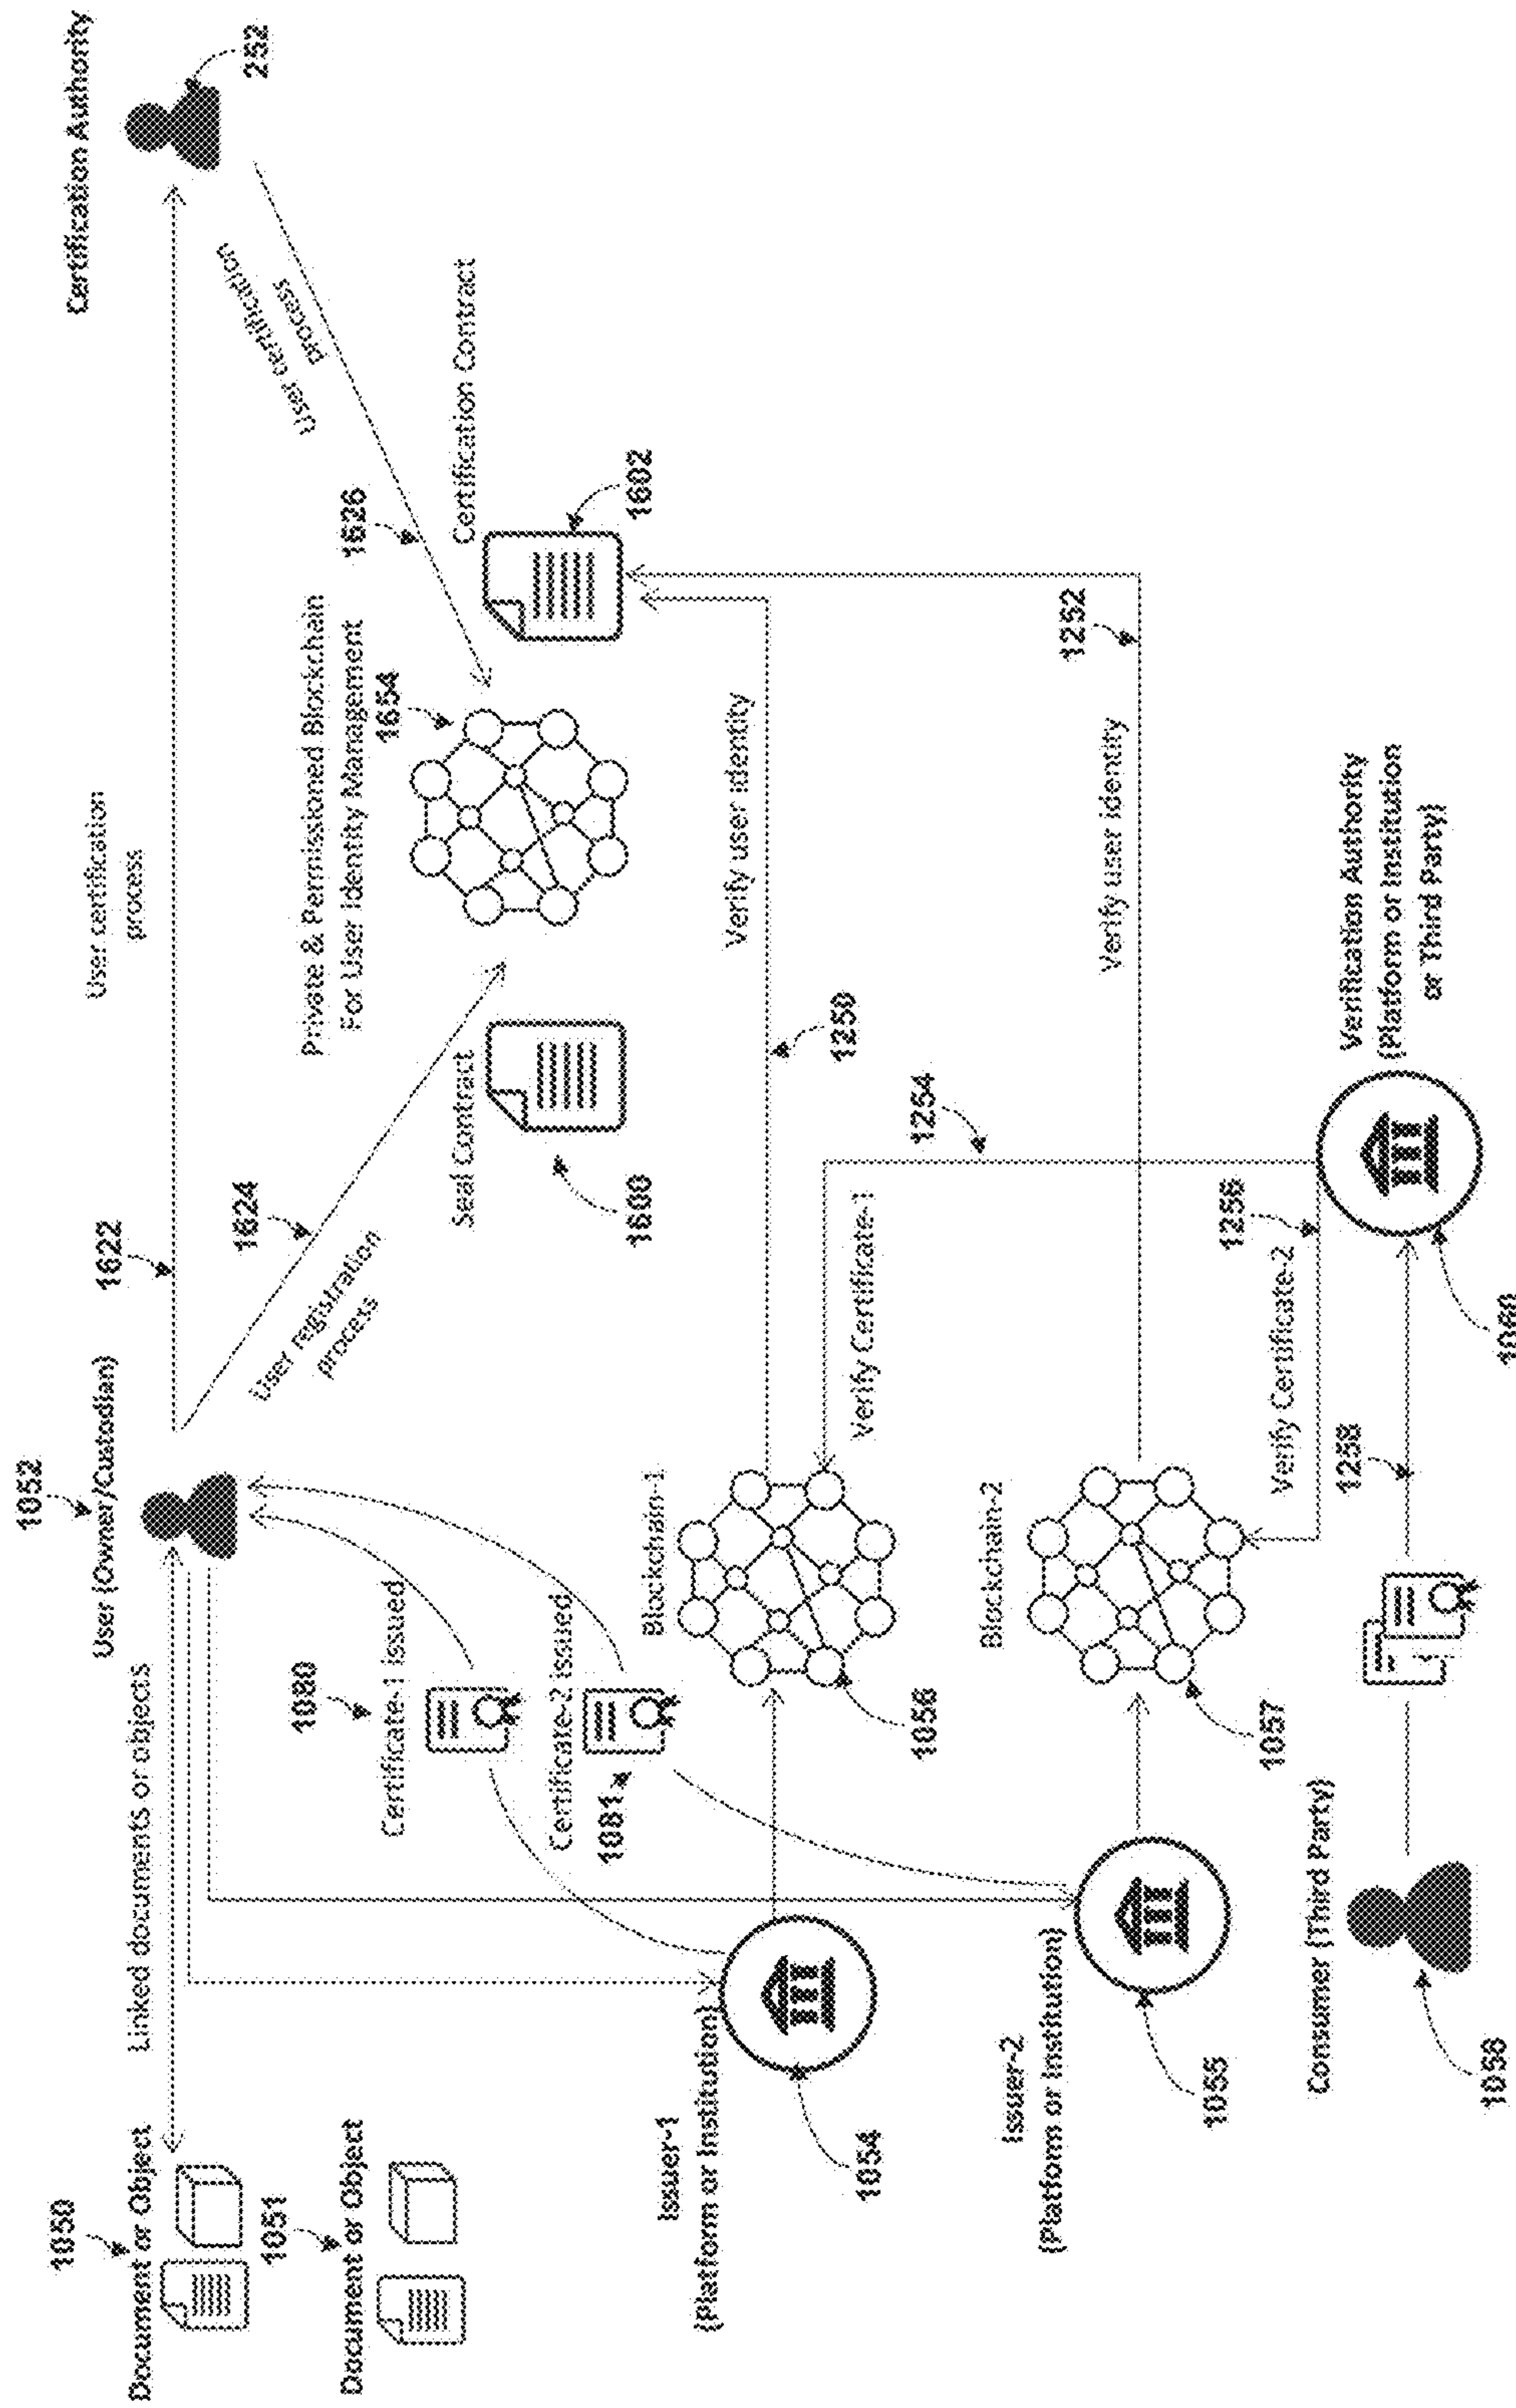 1052
1050
Certification Authority
User (Owner/Custodian)
User certification
process
1622
Document or Object
Linked documents or objects
252
1051
1624
User registration
process
User certification
process
1080
Private & Permissioned Blockchain
For User Identity Management
1626
Document or Object
1654
Certificate-1 issued
Seal Contract
Certification Contract
Certificate-2 issued
1081
1600
1602
Issuer-1
(Platform or Institution)
Blockchain-1
Verify user identity
1250
1054
Verify Certificate-1
1056
1254
Issuer-2
(Platform or Institution)
Blockchain-2
1252
Verify user identity
1055
1057
1256
Verify Certificate-2
Consumer (Third Party)
1258
Verification Authority
(Platform or Institution
or Third Party)
1058
1060